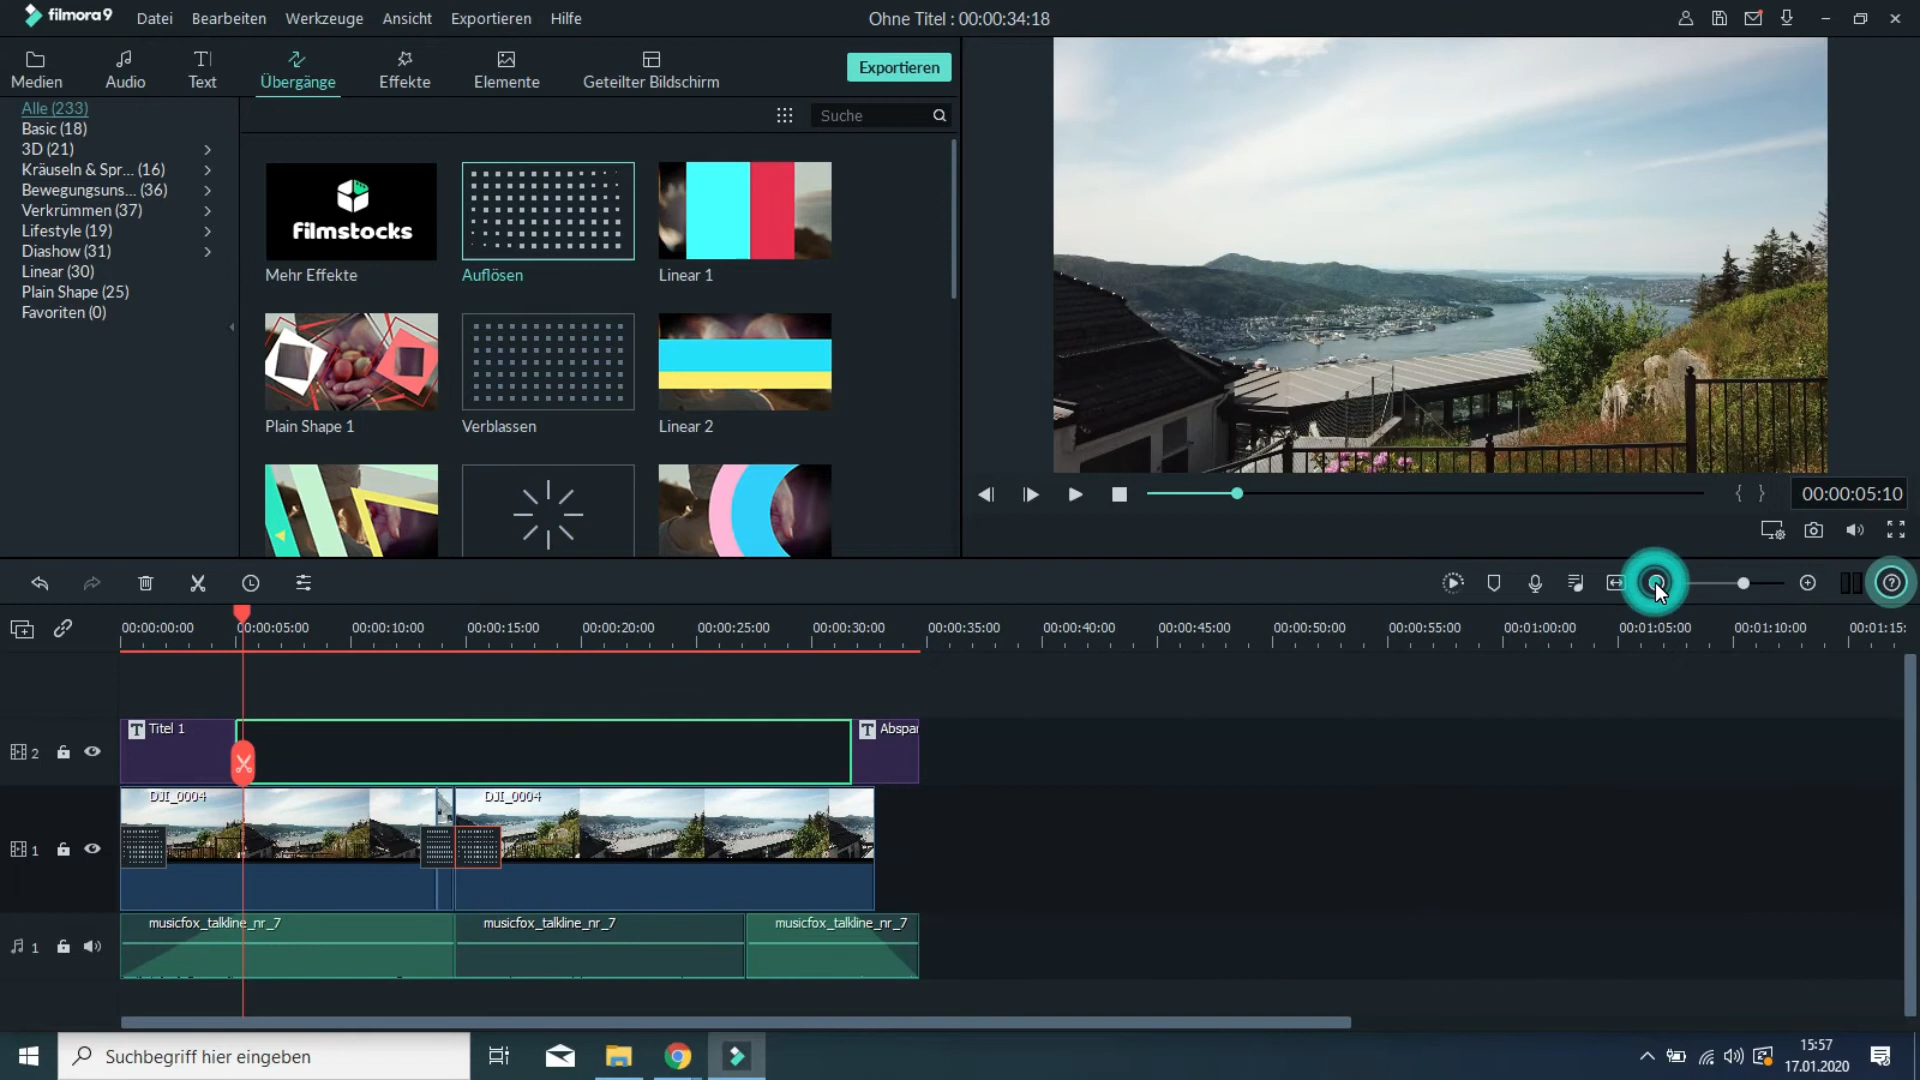 filmora9
Datei Bearbeiten Werkzeuge Ansicht Exportieren Hilfe
Ohne Titel : 00:00:34:18
Medien Audio Text Übergänge Effekte Elemente Geteilter Bildschirm
Exportieren
Alle (233)
Basic (18)
3D (21)
Kräuseln & Spr... (16)
Bewegungsuns... (36)
Verkrümmen (37)
Lifestyle (19)
Diashow (31)
Linear (30)
Plain Shape (25)
Favoriten (0)
Suche
filmstocks
Mehr Effekte Auflösen Linear 1
Plain Shape 1 Verblassen Linear 2
00:00:05:10
00:00:00:00 00:00:05:00 00:00:10:00 00:00:15:00 00:00:20:00 00:00:25:00 00:00:30:00 00:00:35:00 00:00:40:00 00:00:45:00 00:00:50:00 00:00:55:00 00:01:00:00 00:01:05:00 00:01:10:00 00:01:15:
2
T Titel 1 T Abspa
1
DJI_0004 DJI_0004
1
musicfox_talkline_nr_7 musicfox_talkline_nr_7 musicfox_talkline_nr_7
Suchbegriff hier eingeben
15:57
17.01.2020